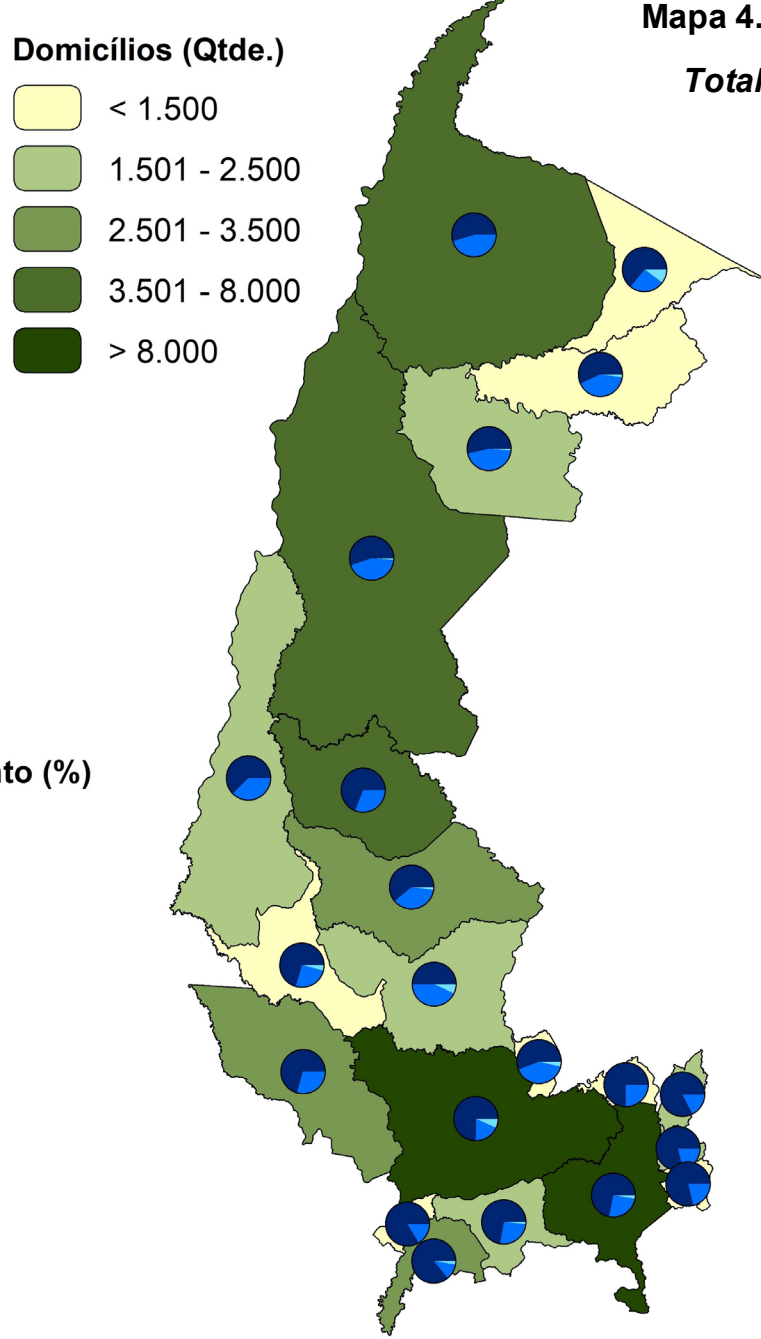 Mapa 4.
Total
Domicílios (Qtde.)
< 1.500
1.501 - 2.500
2.501 - 3.500
3.501 - 8.000
> 8.000
to (%)